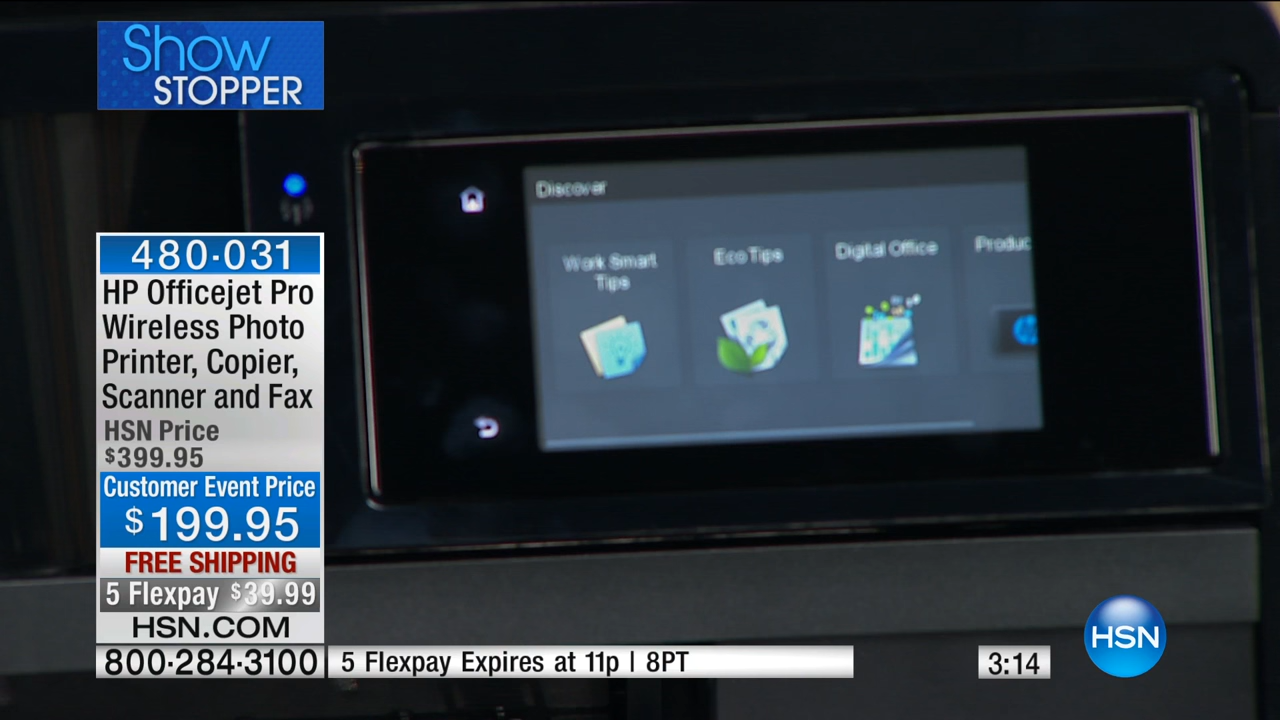 Show
STOPPER
480-031
HP Officejet Pro
Wireless Photo
Printer, Copier,
Scanner and Fax
HSN Price
$399.95
Customer Event Price
$199.95
FREE SHIPPING
5 Flexpay $39.99
HSN.COM
800-284-3100
5 Flexpay Expires at 11p | 8PT
3:14
HSN
Discover
Work Smart
Tips
Eco Tips
Digital Office
Produc
hp